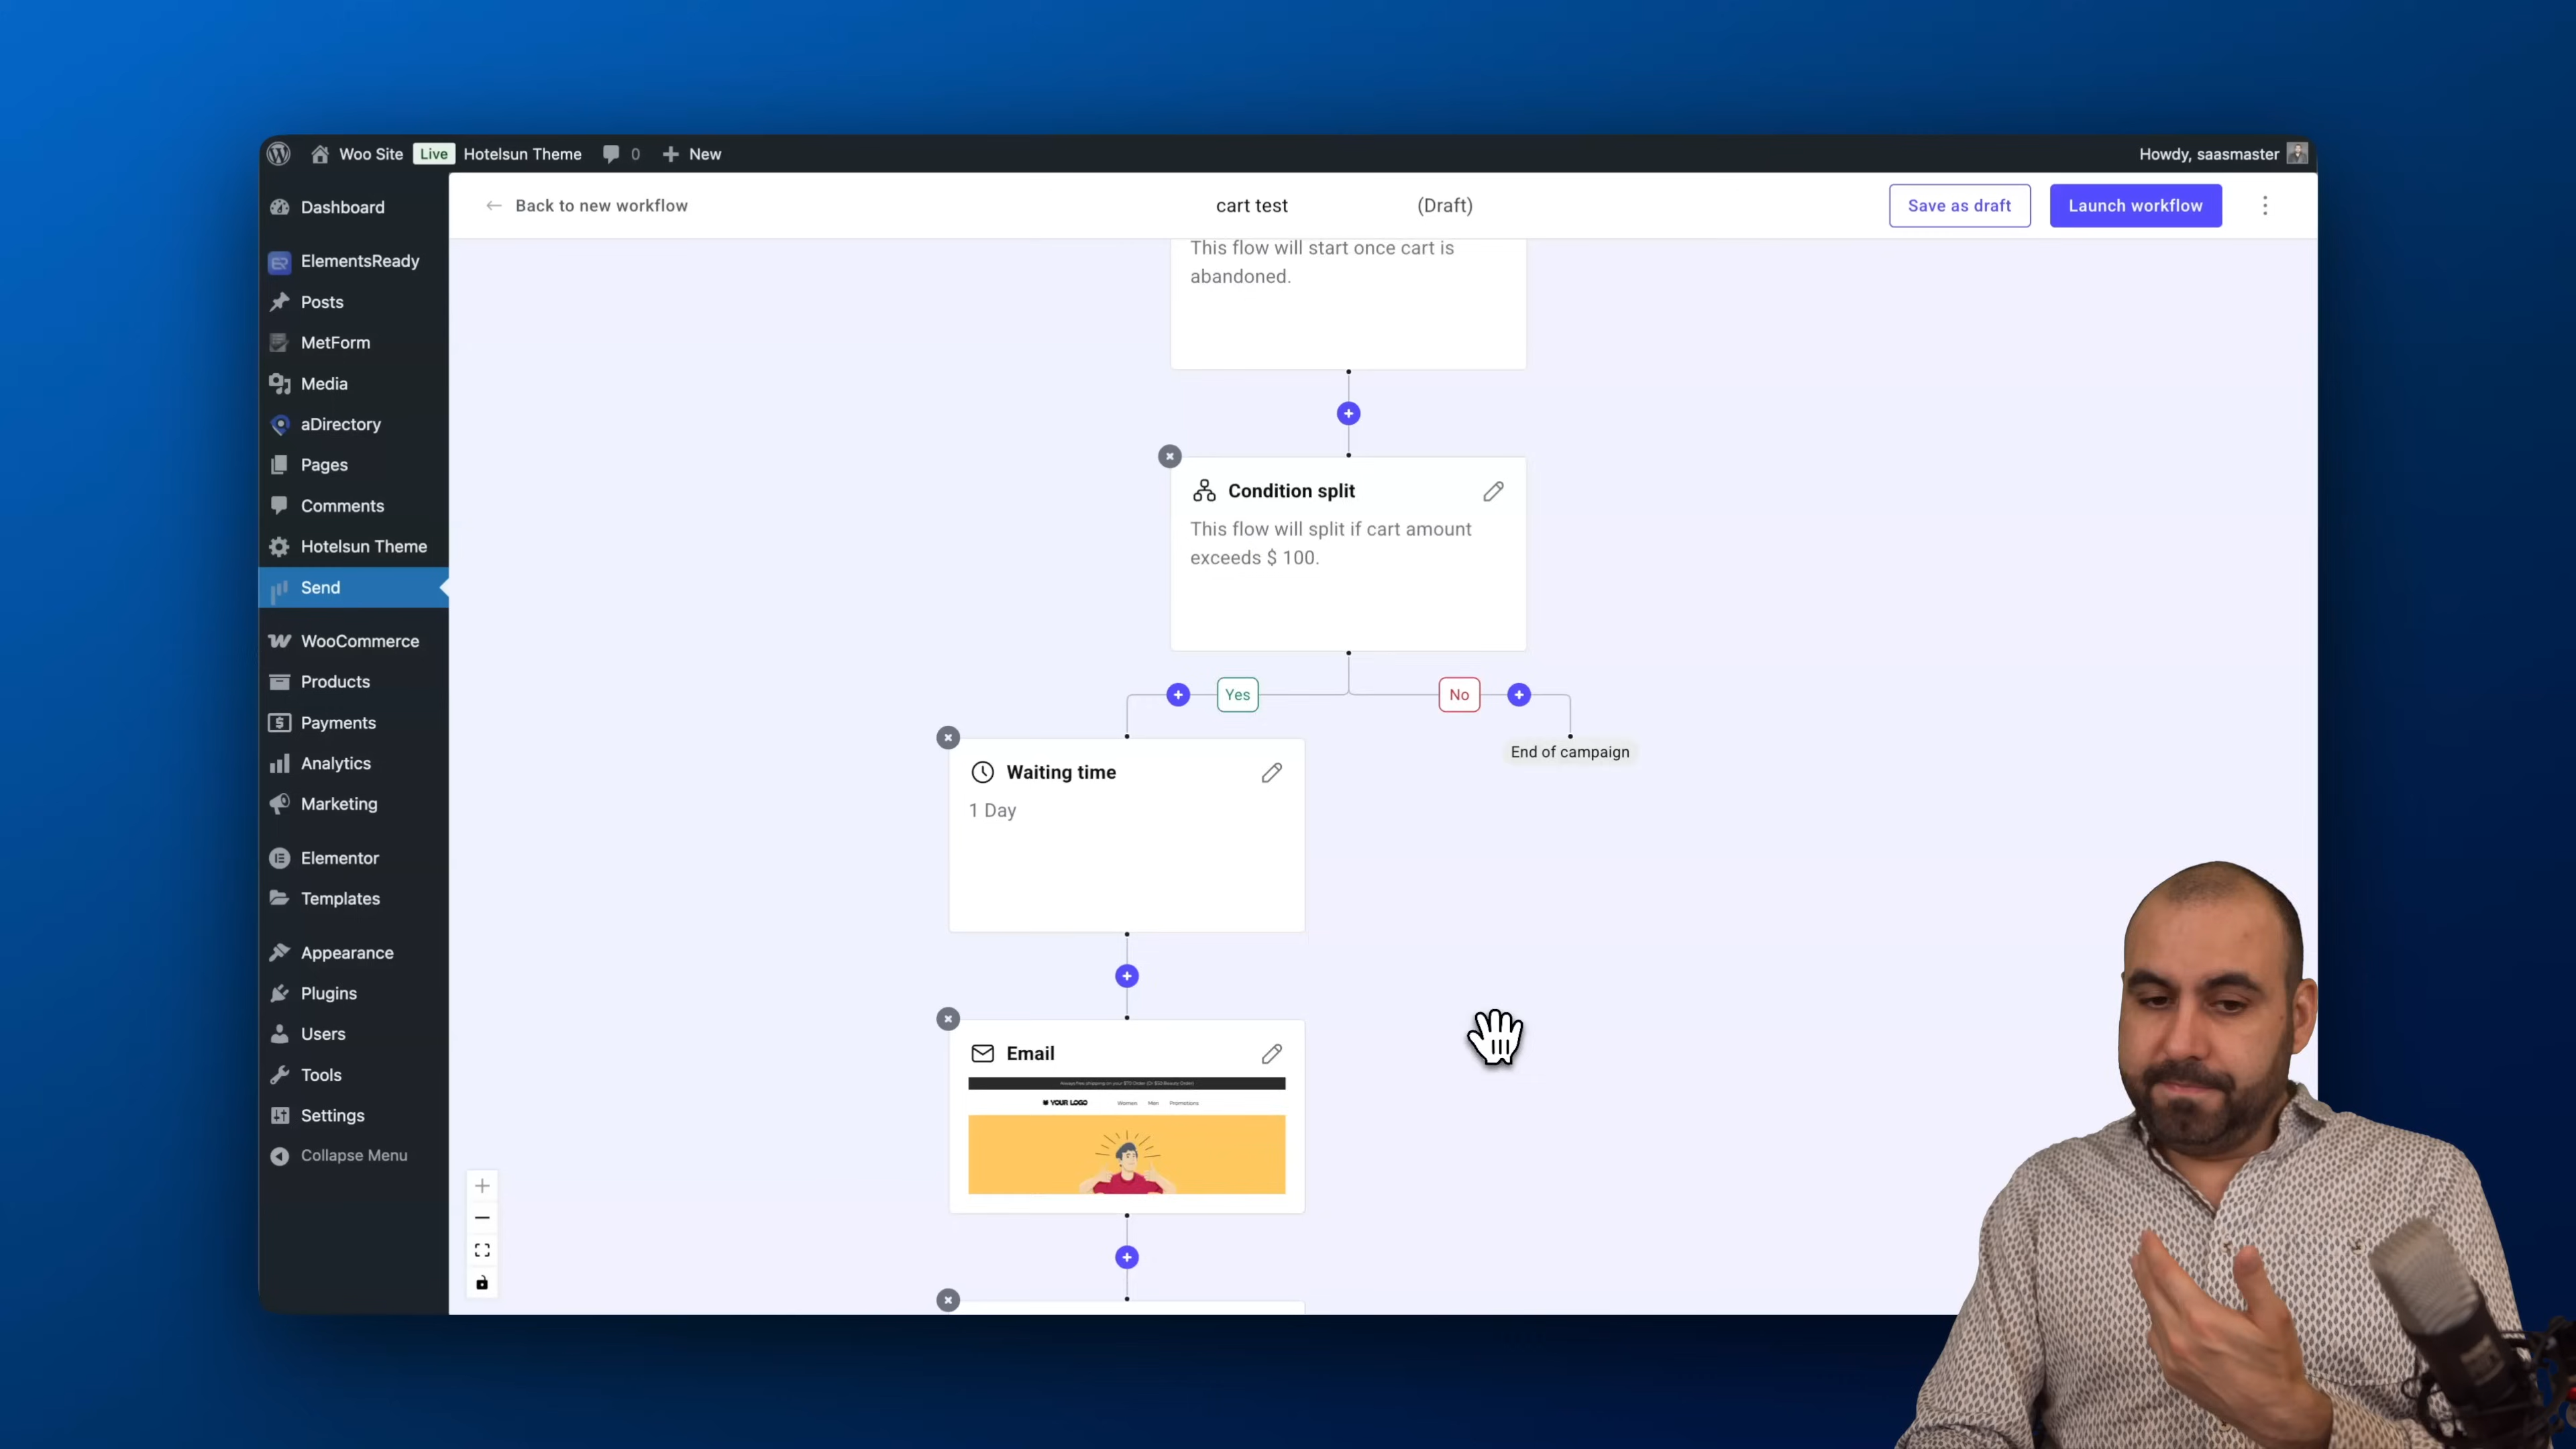 Woo Site Live Hotelsun Theme 0 New
Howdy, saasmaster
Dashboard
ElementsReady
Posts
MetForm
Media
aDirectory
Pages
Comments
Hotelsun Theme
Send
WooCommerce
Products
Payments
Analytics
Marketing
Elementor
Templates
Appearance
Plugins
Users
Tools
Settings
Collapse Menu
Back to new workflow
cart test
(Draft)
Save as draft
Launch workflow
This flow will start once cart is
abandoned.
Condition split
This flow will split if cart amount
exceeds $ 100.
Yes
No
End of campaign
Waiting time
1 Day
Email
YOUR LOGO
Women Men Promotions